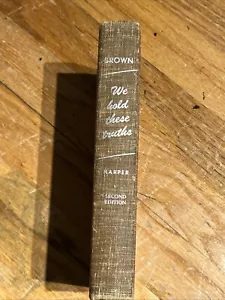 BROWN
We
hold
these
truths
HARPER
SECOND
EDITION